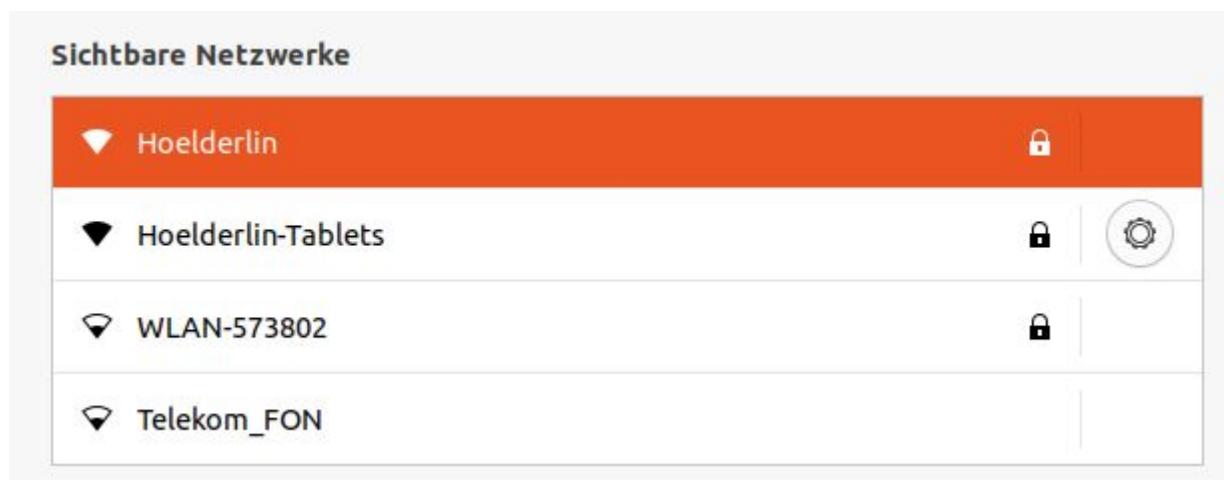 Sichtbare Netzwerke
Hoelderlin
Hoelderlin-Tablets
WLAN-573802
Telekom_FON